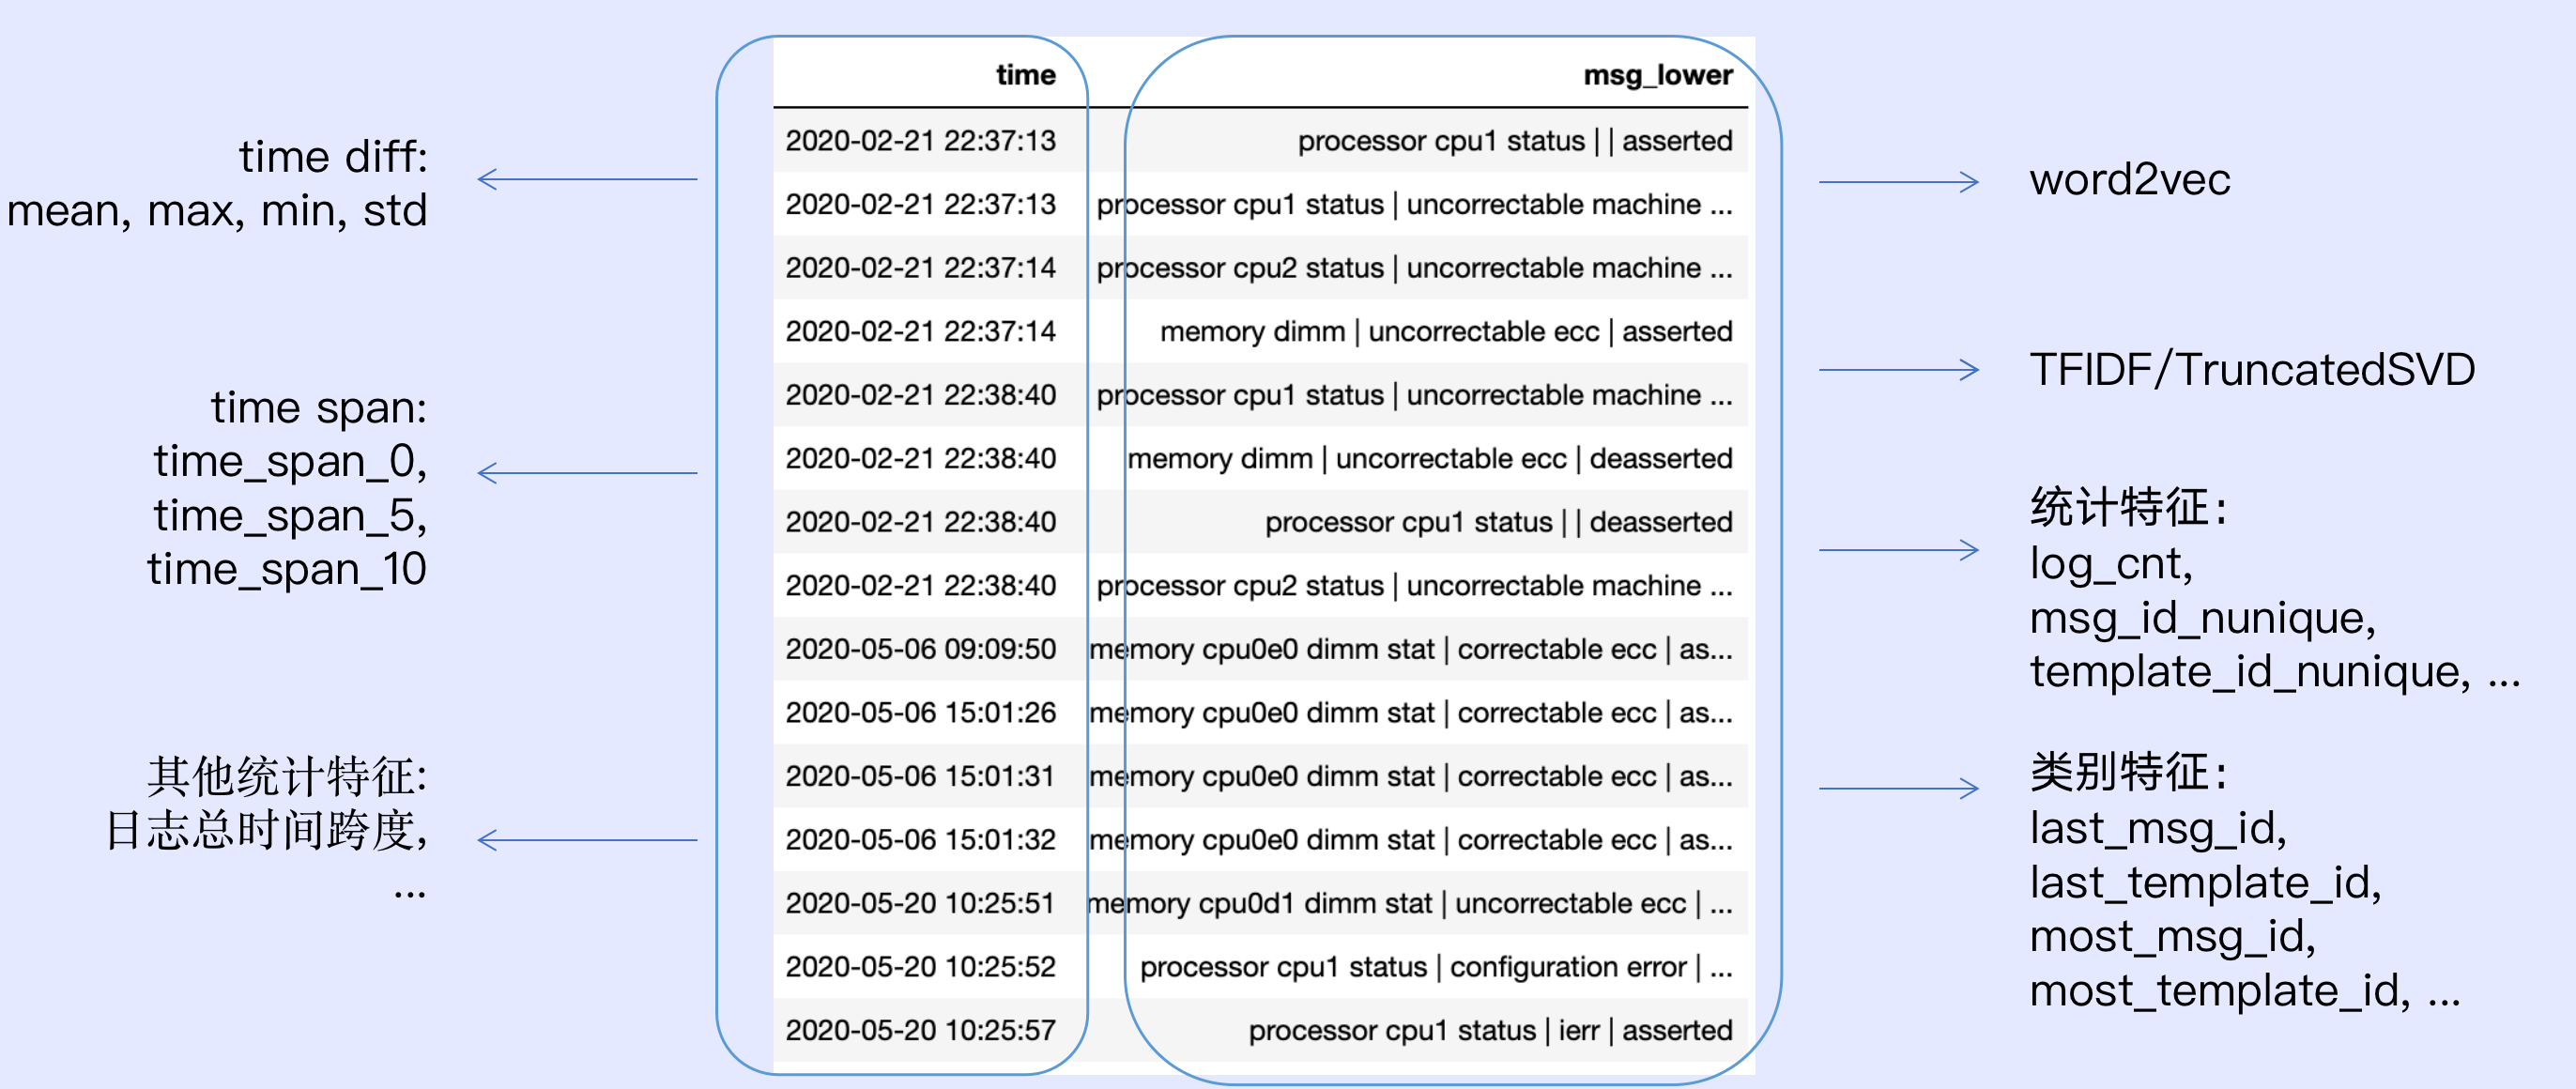 time diff:
mean, max, min, std
time span:
time_span_0,
time_span_5,
time_span_10
其他统计特征:
日志总时间跨度,
...
time msg_lower
2020-02-21 22:37:13 processor cpu1 status | | asserted
2020-02-21 22:37:13 processor cpu1 status | uncorrectable machine ...
2020-02-21 22:37:14 processor cpu2 status | uncorrectable machine ...
2020-02-21 22:37:14 memory dimm | uncorrectable ecc | asserted
2020-02-21 22:38:40 processor cpu1 status | uncorrectable machine ...
2020-02-21 22:38:40 memory dimm | uncorrectable ecc | deasserted
2020-02-21 22:38:40 processor cpu1 status | | deasserted
2020-02-21 22:38:40 processor cpu2 status | uncorrectable machine ...
2020-05-06 09:09:50 memory cpu0e0 dimm stat | correctable ecc | as...
2020-05-06 15:01:26 memory cpu0e0 dimm stat | correctable ecc | as...
2020-05-06 15:01:31 memory cpu0e0 dimm stat | correctable ecc | as...
2020-05-06 15:01:32 memory cpu0e0 dimm stat | correctable ecc | as...
2020-05-20 10:25:51 memory cpu0d1 dimm stat | uncorrectable ecc | ...
2020-05-20 10:25:52 processor cpu1 status | configuration error | ...
2020-05-20 10:25:57 processor cpu1 status | ierr | asserted
word2vec
TFIDF/TruncatedSVD
统计特征:
log_cnt,
msg_id_nunique,
template_id_nunique, ...
类别特征:
last_msg_id,
last_template_id,
most_msg_id,
most_template_id, ...